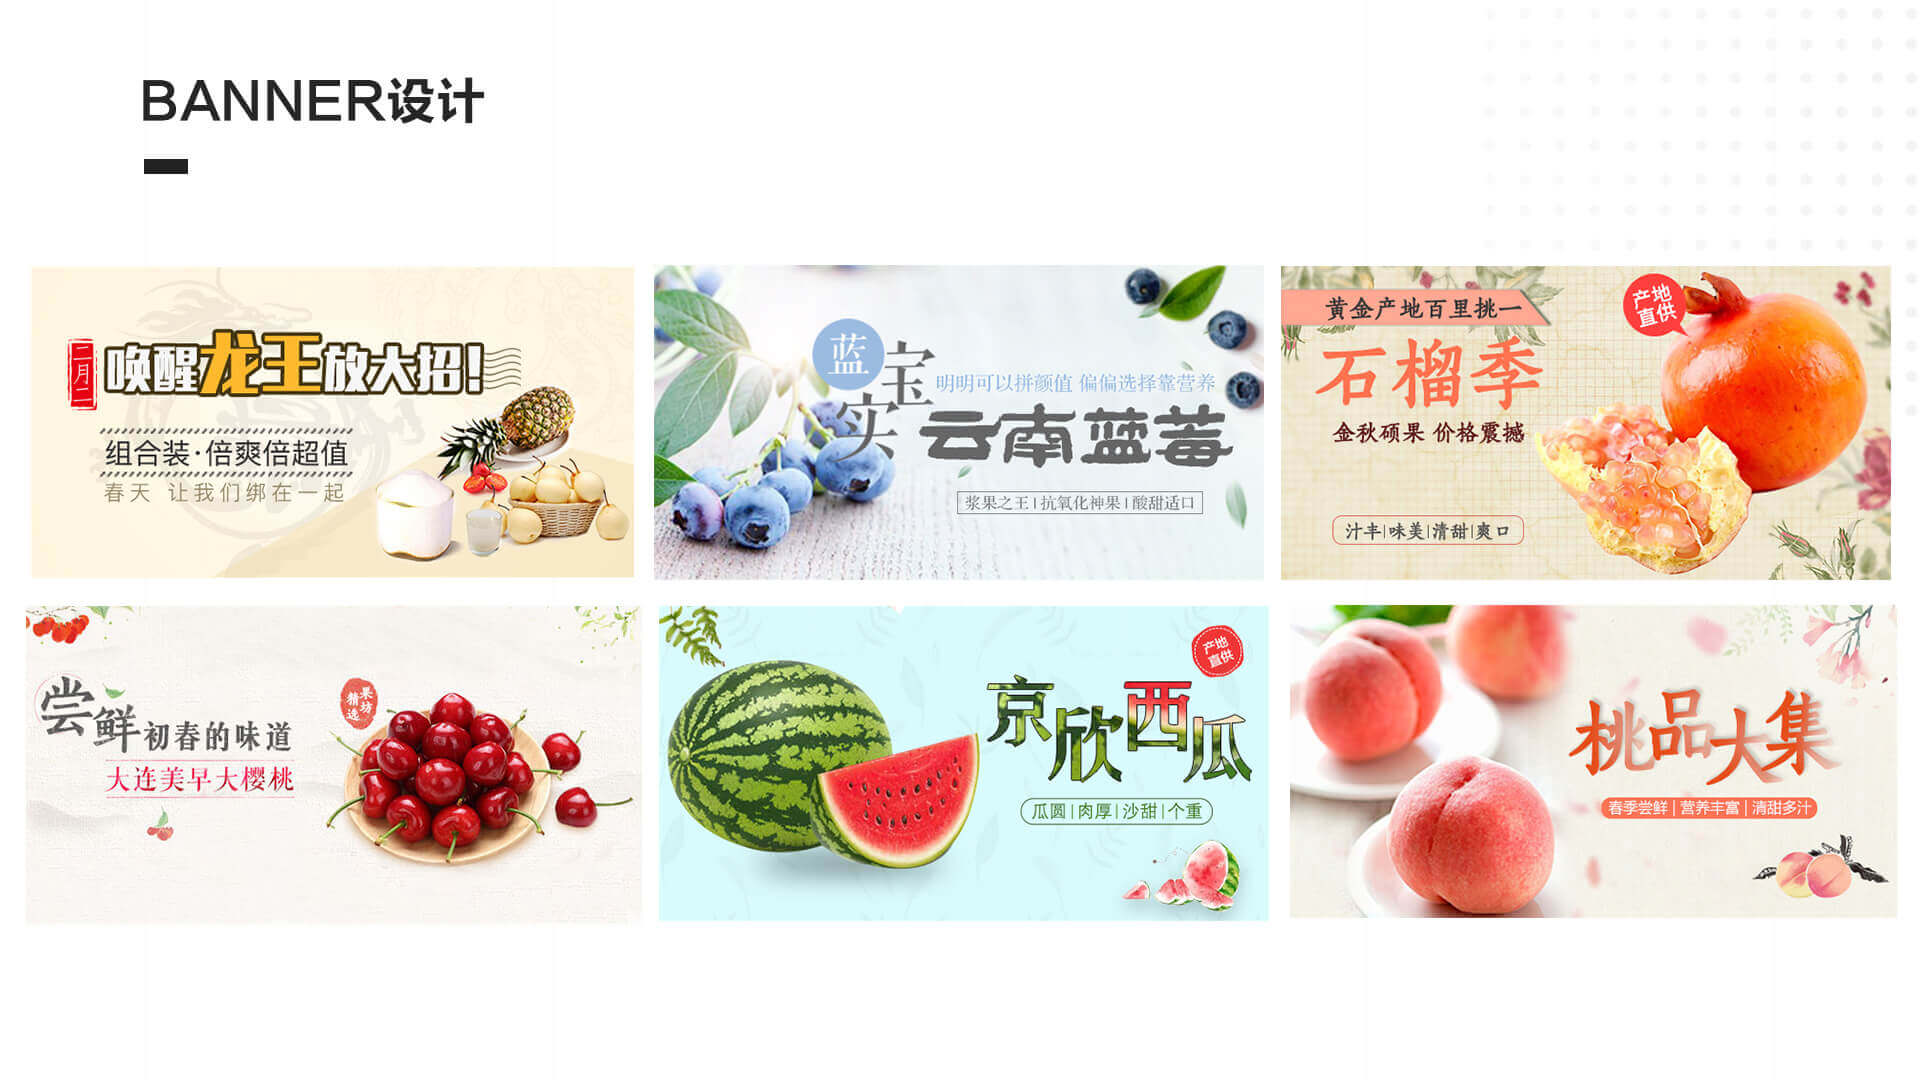 BANNER设计
二月二
唤醒龙王放大招!
组合装·倍爽倍超值
春天 让我们绑在一起
蓝宝实
明明可以拼颜值 偏偏选择靠营养
云南蓝莓
浆果之王|抗氧化神果|酸甜适口
黄金产地百里挑一
产地
直供
石榴季
金秋硕果 价格震撼
汁丰|味美|清甜|爽口
尝鲜初春的味道
大连美早大樱桃
果坊
精选
产地
直供
京欣西瓜
瓜圆|肉厚|沙甜|个重
桃品大集
春季尝鲜|营养丰富|清甜多汁